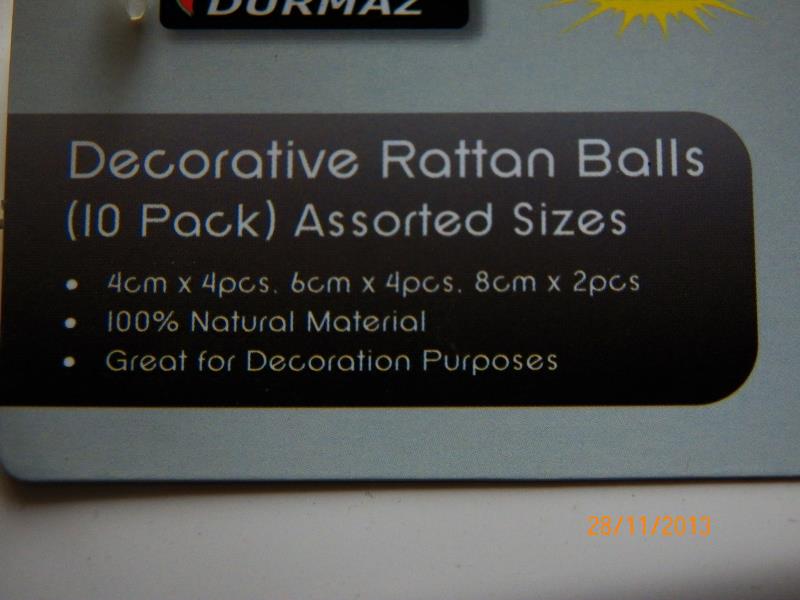 DURMAZ
Decorative Rattan Balls
(10 Pack) Assorted Sizes
• 4cm x 4pcs. 6cm x 4pcs. 8cm x 2pcs
• 100% Natural Material
• Great for Decoration Purposes
28/11/2013